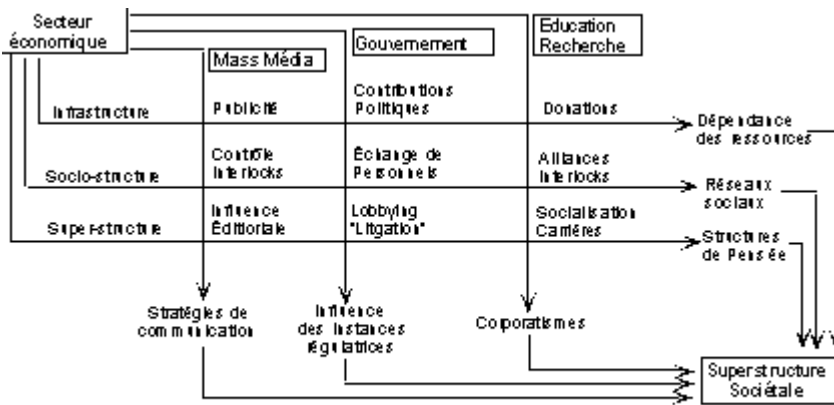 Secteur
économique
Mass Média
Gouvernement
Education
Recherche
Infrastructure
Publicité
Contributions
Politiques
Donations
Dépendance
des ressources
Socio-structure
Contrôle
Interlocks
Échange de
Personnels
Alliances
Interlocks
Réseaux
sociaux
Super-structure
Influence
Éditoriale
Lobbying
"Litgation"
Socialisation
Carrières
Structures
de Pensée
Stratégies de
communication
Influence
des instances
régulatrices
Corporatismes
Superstructure
Sociétale